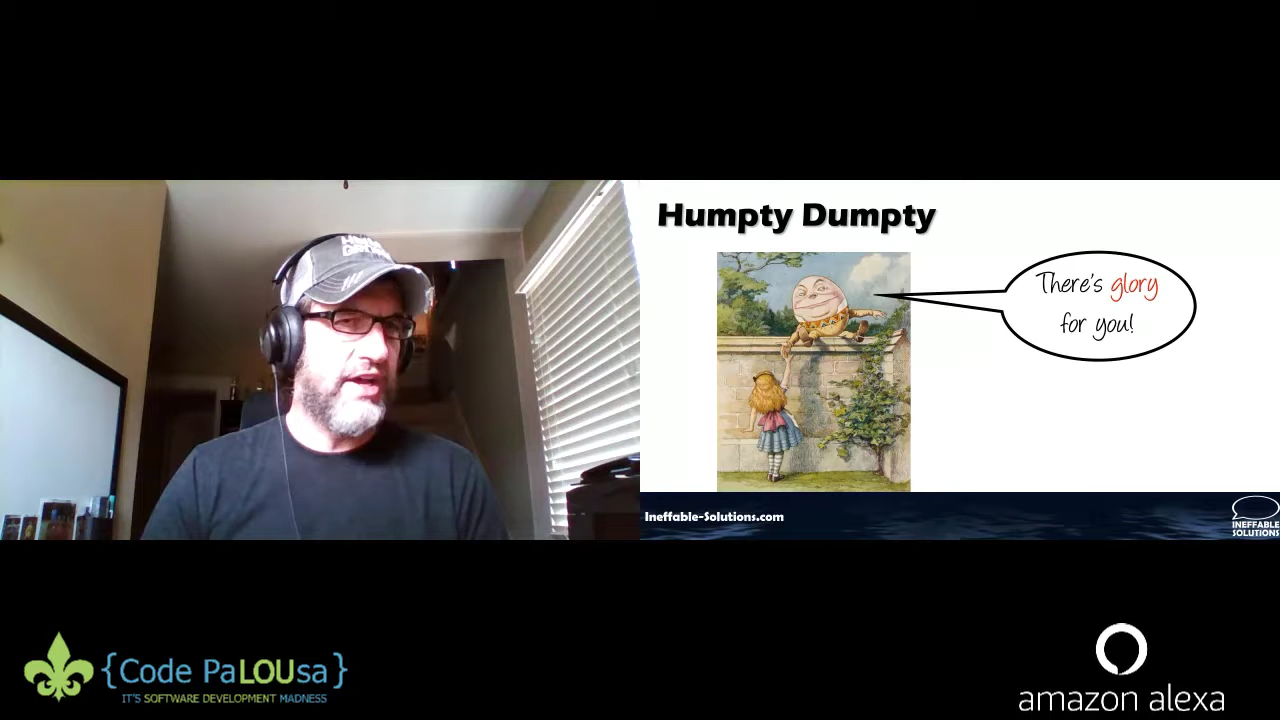 Humpty Dumpty
There's glory
for you!
Ineffable-Solutions.com
INEFFABLE
SOLUTIONS
{Code PaLOUsa}
IT'S SOFTWARE DEVELOPMENT MADNESS
amazon alexa